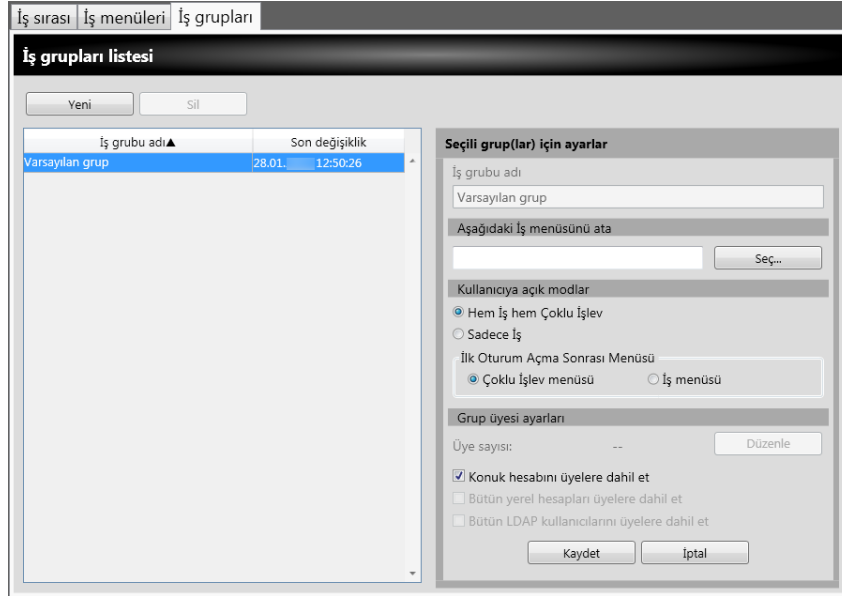 İş sırası İş menüleri İş grupları
İş grupları listesi
Yeni Sil
İş grubu adı▲ Son değişiklik
Varsayılan grup 28.01. 12:50:26
Seçili grup(lar) için ayarlar
İş grubu adı
Varsayılan grup
Aşağıdaki İş menüsünü ata
Seç...
Kullanıcıya açık modlar
Hem İş hem Çoklu İşlev
Sadece İş
İlk Oturum Açma Sonrası Menüsü
Çoklu İşlev menüsü İş menüsü
Grup üyesi ayarları
Üye sayısı: -- Düzenle
Konuk hesabını üyelere dahil et
Bütün yerel hesapları üyelere dahil et
Bütün LDAP kullanıcılarını üyelere dahil et
Kaydet İptal